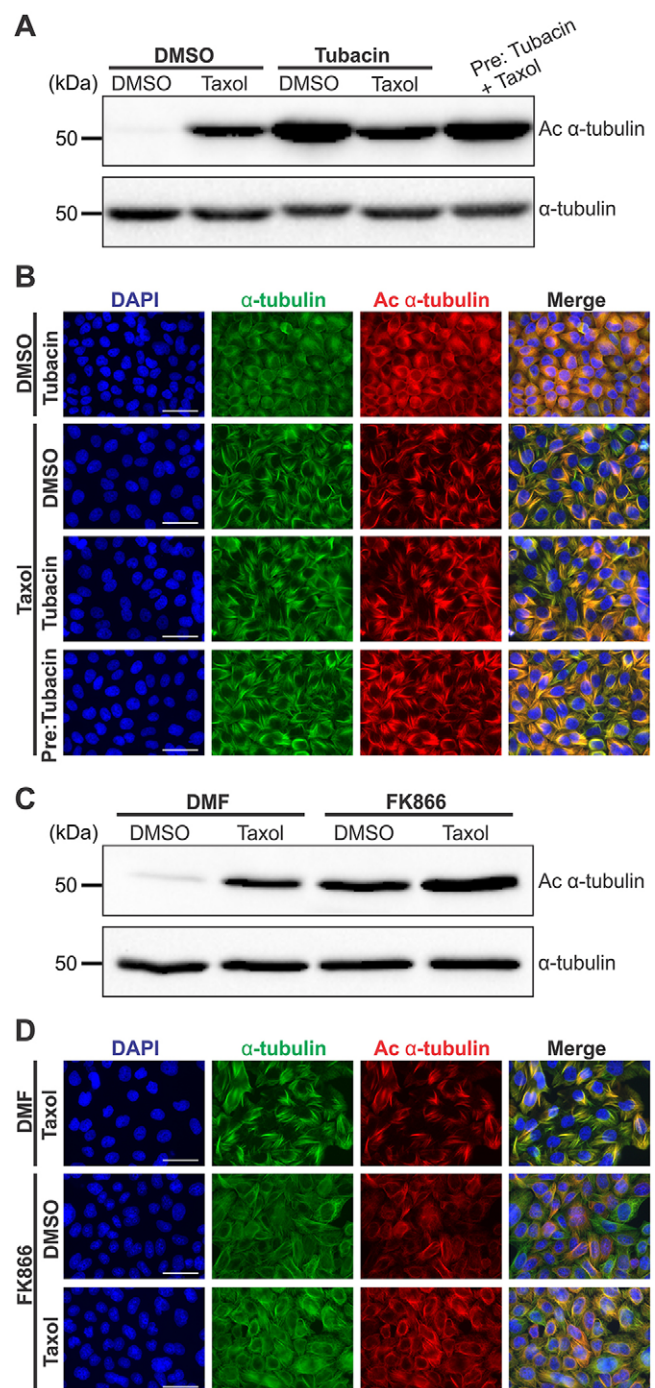 A
DMSO Tubacin
(kDa) DMSO Taxol DMSO Taxol Pre: Tubacin
+ Taxol
50 Ac α-tubulin
50 α-tubulin
B
DAPI α-tubulin Ac α-tubulin Merge
DMSO
Tubacin
Taxol
DMSO
Tubacin
Pre:Tubacin
C
DMF FK866
(kDa) DMSO Taxol DMSO Taxol
50 Ac α-tubulin
50 α-tubulin
D
DAPI α-tubulin Ac α-tubulin Merge
DMF
Taxol
FK866
DMSO
Taxol